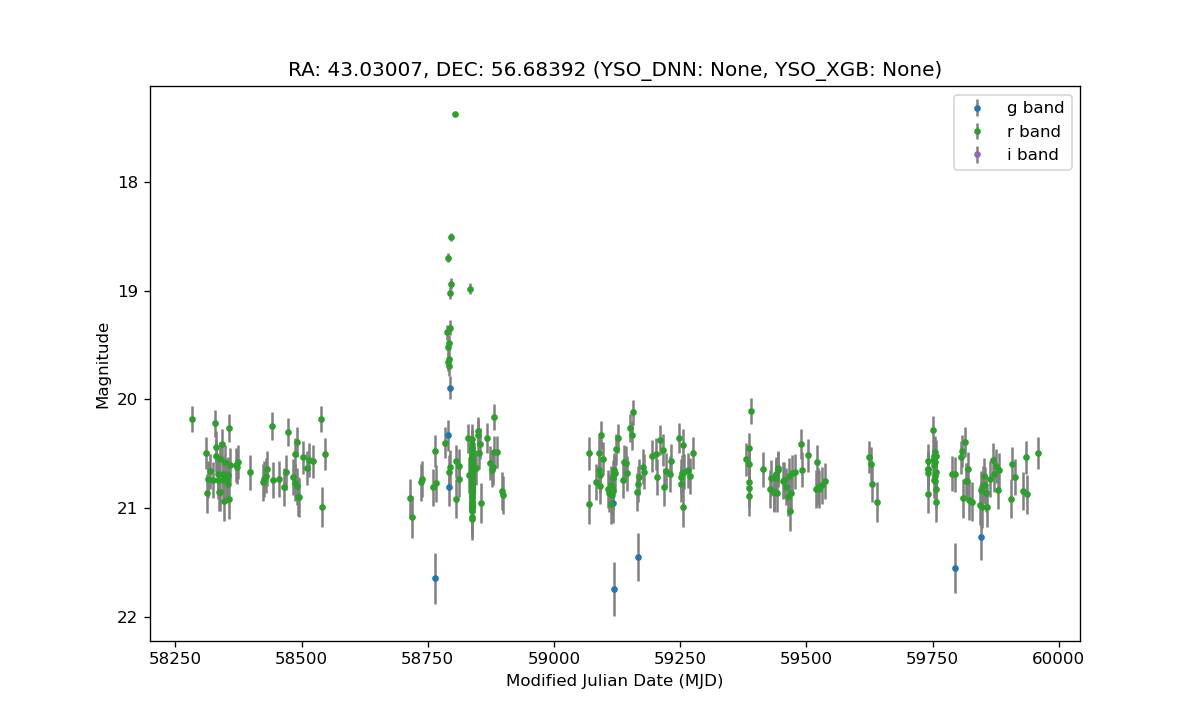 RA: 43.03007, DEC: 56.68392 (YSO_DNN: None, YSO_XGB: None)
g band
r band
i band
Magnitude
18
19
20
21
22
58250 58500 58750 59000 59250 59500 59750 60000
Modified Julian Date (MJD)